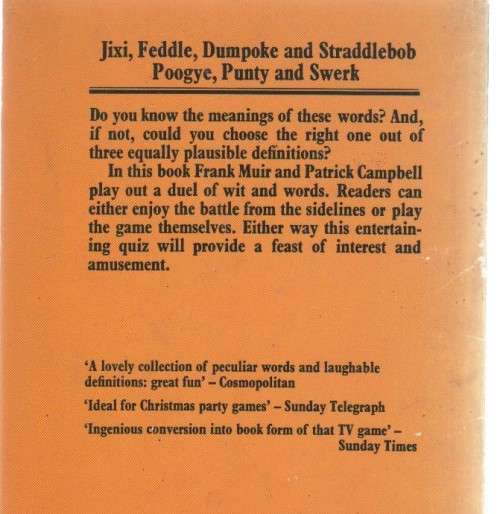 Jixi, Feddle, Dumpoke and Straddlebob
Poogye, Punty and Swerk
Do you know the meanings of these words? And,
if not, could you choose the right one out of
three equally plausible definitions?
In this book Frank Muir and Patrick Campbell
play out a duel of wit and words. Readers can
either enjoy the battle from the sidelines or play
the game themselves. Either way this entertain-
ing quiz will provide a feast of interest and
amusement.
‘A lovely collection of peculiar words and laughable
definitions: great fun’ – Cosmopolitan
‘Ideal for Christmas party games’ – Sunday Telegraph
‘Ingenious conversion into book form of that TV game’ –
Sunday Times